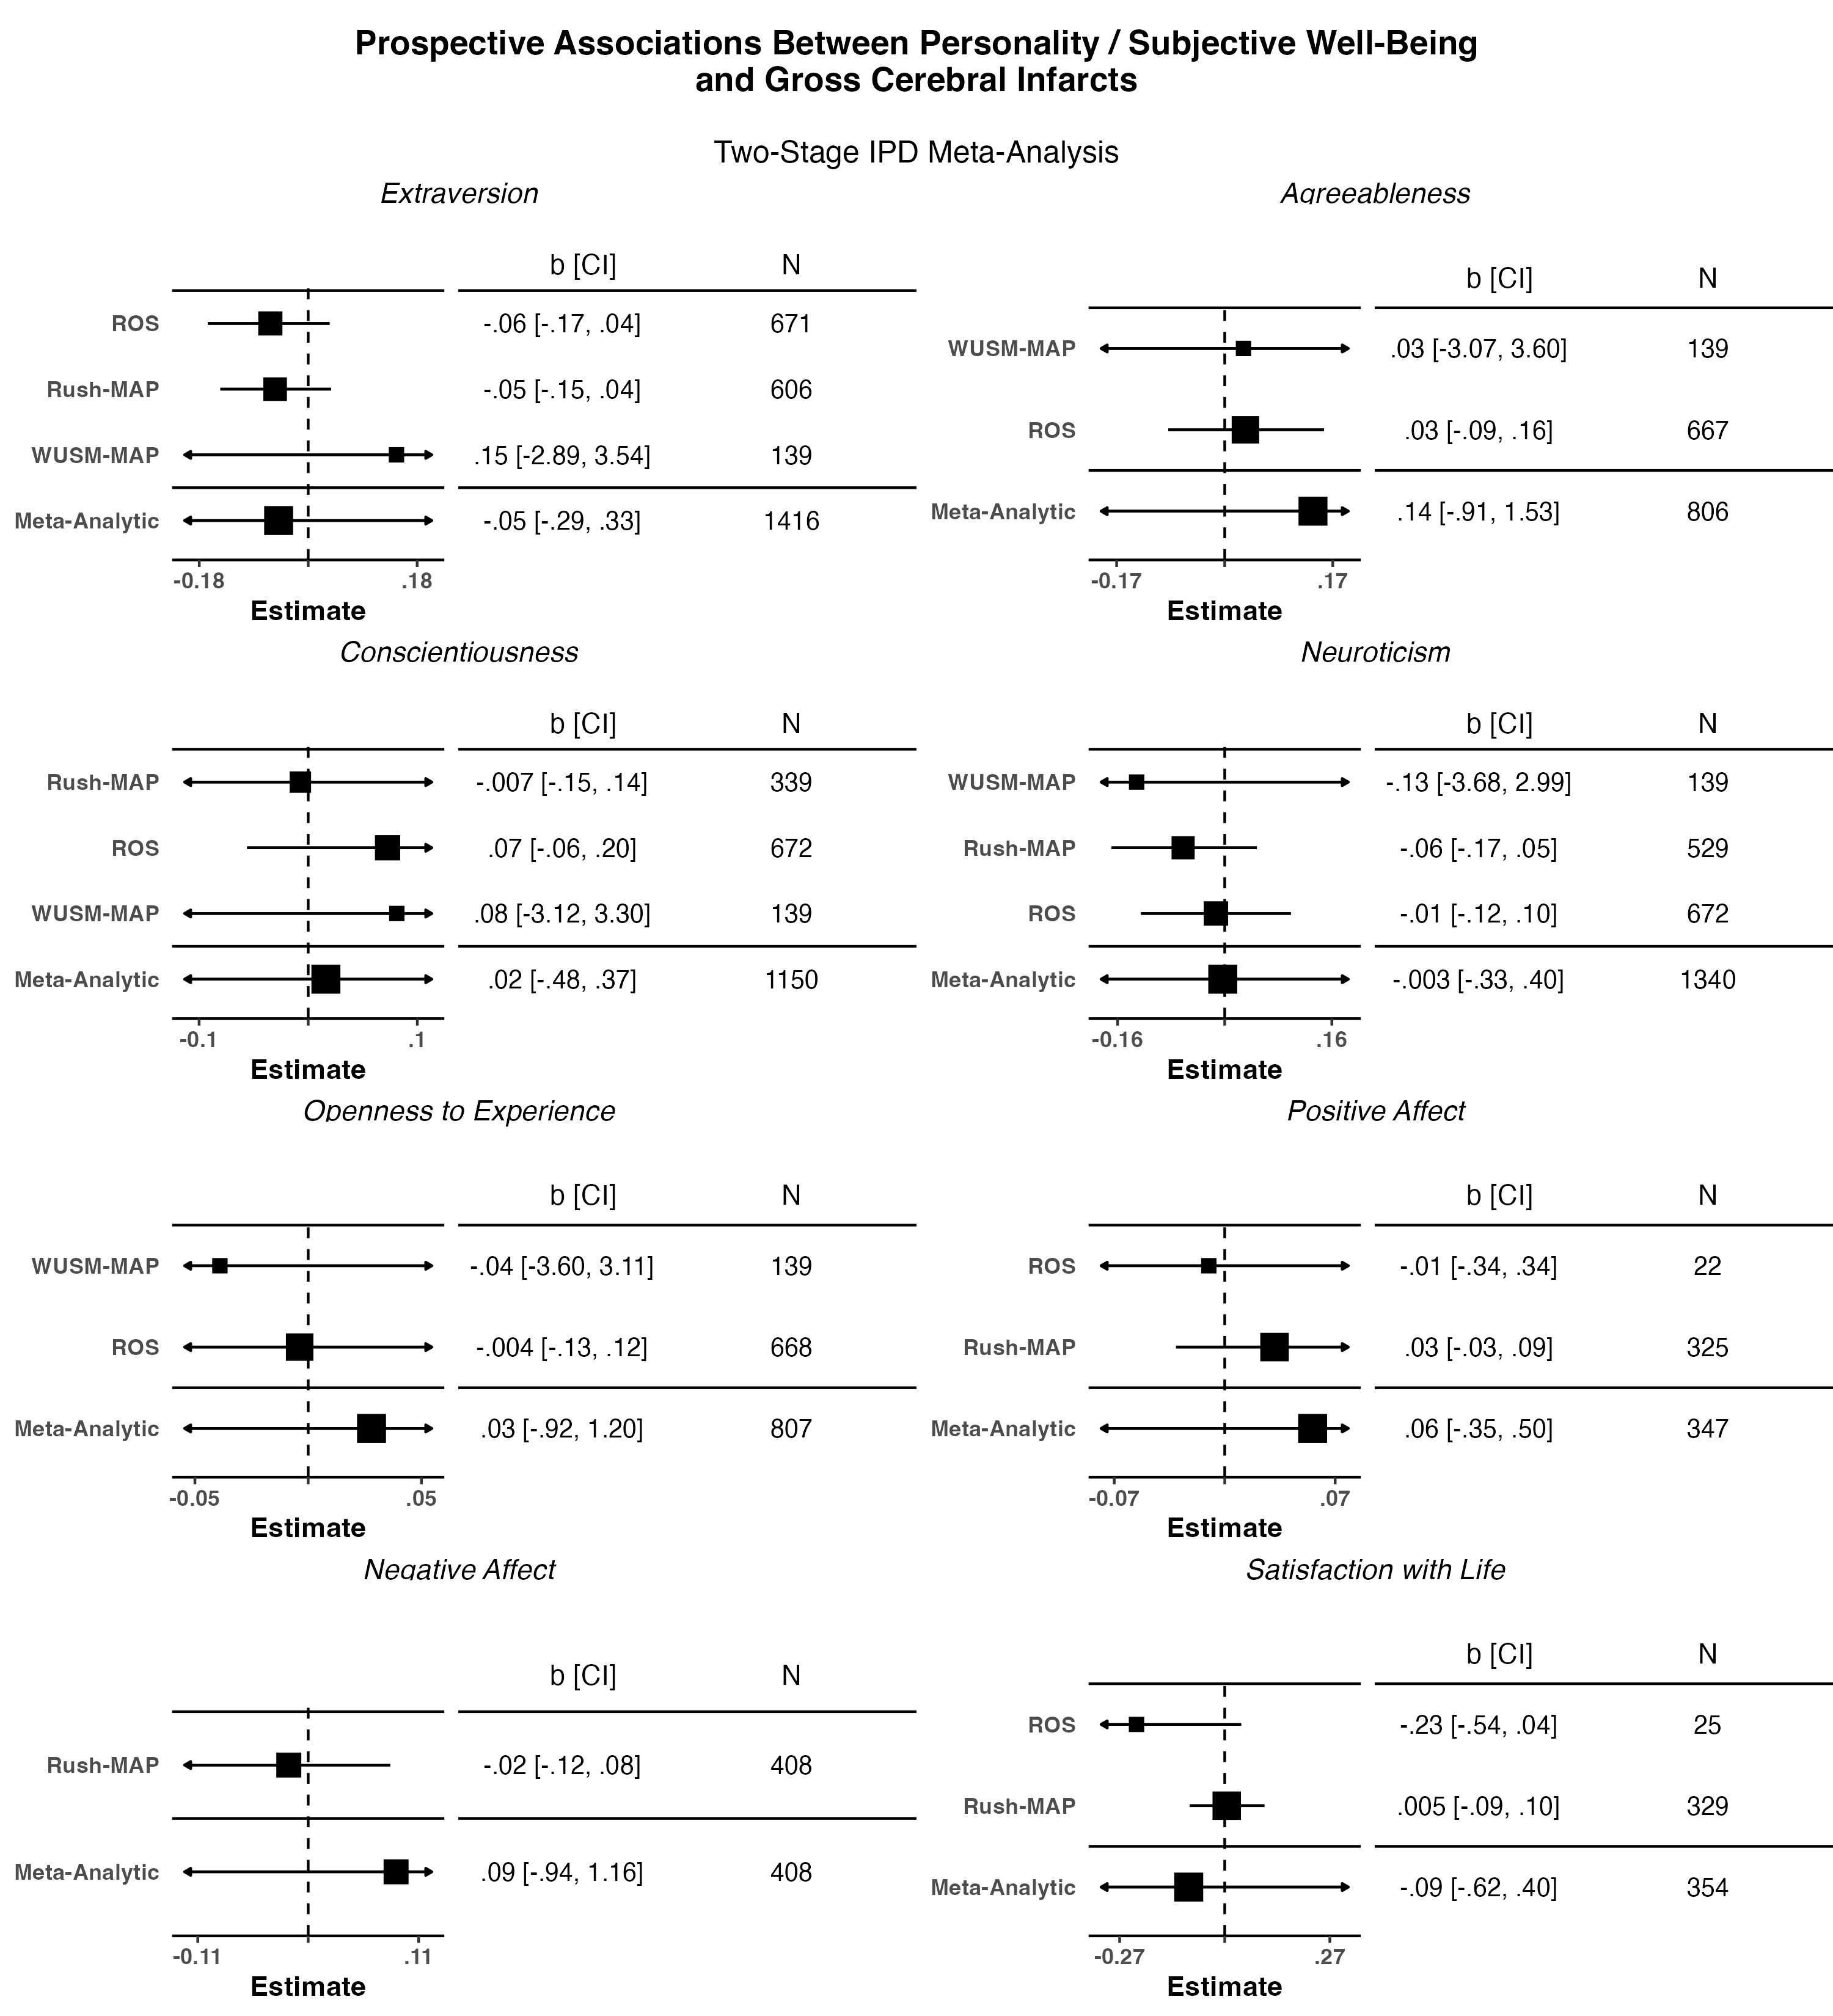 Prospective Associations Between Personality / Subjective Well-Being
and Gross Cerebral Infarcts
Two-Stage IPD Meta-Analysis
Extraversion
b [CI] N
ROS -.06 [-.17, .04] 671
Rush-MAP -.05 [-.15, .04] 606
WUSM-MAP .15 [-2.89, 3.54] 139
Meta-Analytic -.05 [-.29, .33] 1416
-0.18 .18
Estimate
Agreeableness
b [CI] N
WUSM-MAP .03 [-3.07, 3.60] 139
ROS .03 [-.09, .16] 667
Meta-Analytic .14 [-.91, 1.53] 806
-0.17 .17
Estimate
Conscientiousness
b [CI] N
Rush-MAP -.007 [-.15, .14] 339
ROS .07 [-.06, .20] 672
WUSM-MAP .08 [-3.12, 3.30] 139
Meta-Analytic .02 [-.48, .37] 1150
-0.1 .1
Estimate
Neuroticism
b [CI] N
WUSM-MAP -.13 [-3.68, 2.99] 139
Rush-MAP -.06 [-.17, .05] 529
ROS -.01 [-.12, .10] 672
Meta-Analytic -.003 [-.33, .40] 1340
-0.16 .16
Estimate
Openness to Experience
b [CI] N
WUSM-MAP -.04 [-3.60, 3.11] 139
ROS -.004 [-.13, .12] 668
Meta-Analytic .03 [-.92, 1.20] 807
-0.05 .05
Estimate
Positive Affect
b [CI] N
ROS -.01 [-.34, .34] 22
Rush-MAP .03 [-.03, .09] 325
Meta-Analytic .06 [-.35, .50] 347
-0.07 .07
Estimate
Negative Affect
b [CI] N
Rush-MAP -.02 [-.12, .08] 408
Meta-Analytic .09 [-.94, 1.16] 408
-0.11 .11
Estimate
Satisfaction with Life
b [CI] N
ROS -.23 [-.54, .04] 25
Rush-MAP .005 [-.09, .10] 329
Meta-Analytic -.09 [-.62, .40] 354
-0.27 .27
Estimate